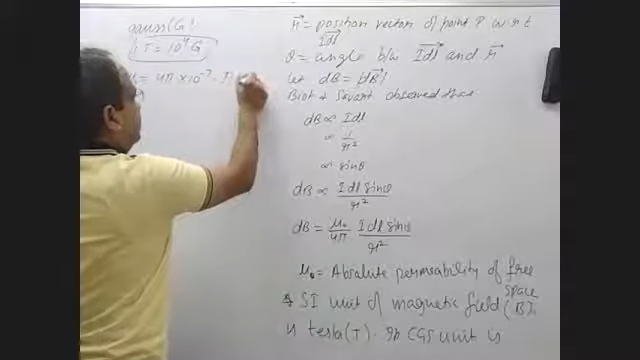 gauss(G)
1T = 10⁴G
= 4π × 10⁻⁷
r⃗ = position vector of point P w.r.t
Idl⃗
θ = angle b/w Idl⃗ and r⃗
let dB = |dB⃗|
Biot & Savart observed that
dB ∝ Idl
∝ 1/r²
∝ sinθ
dB ∝ Idl sinθ/r²
dB = μ₀/4π Idl sinθ/r²
μ₀ = Absolute permeability of free
space
SI unit of magnetic field (B)
is tesla(T). Its CGS unit is